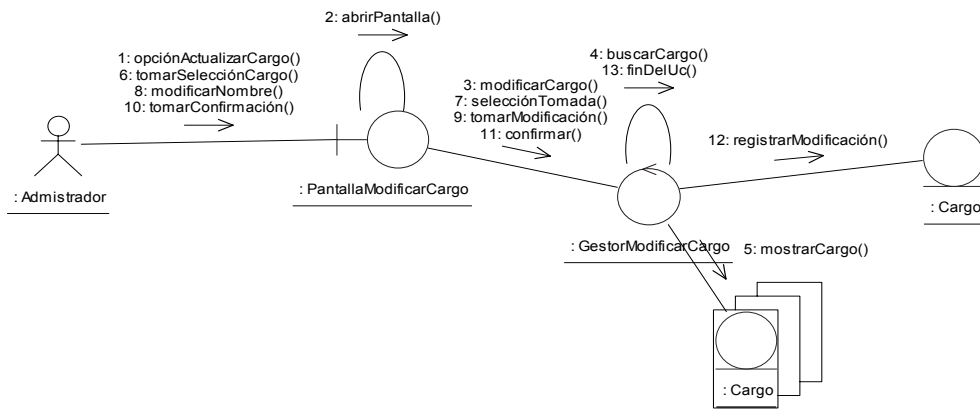 2: abrirPantalla()
1: opciónActualizarCargo()
6: tomarSelecciónCargo()
8: modificarNombre()
10: tomarConfirmación()
4: buscarCargo()
13: finDelUc()
3: modificarCargo()
7: selecciónTomada()
9: tomarModificación()
11: confirmar()
12: registrarModificación()
: Admistrador
: PantallaModificarCargo
: Cargo
: GestorModificarCargo
5: mostrarCargo()
: Cargo